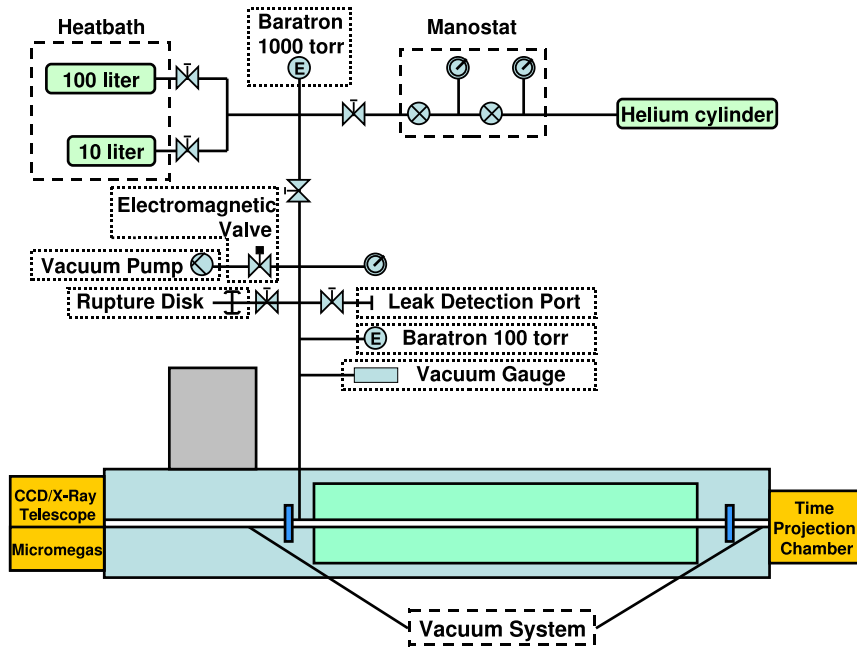 Heatbath
Baratron
1000 torr
E
Manostat
100 liter
10 liter
Helium cylinder
Electromagnetic
Valve
Vacuum Pump
Rupture Disk
Leak Detection Port
E
Baratron 100 torr
Vacuum Gauge
CCD/X-Ray
Telescope
Micromegas
Time
Projection
Chamber
Vacuum System